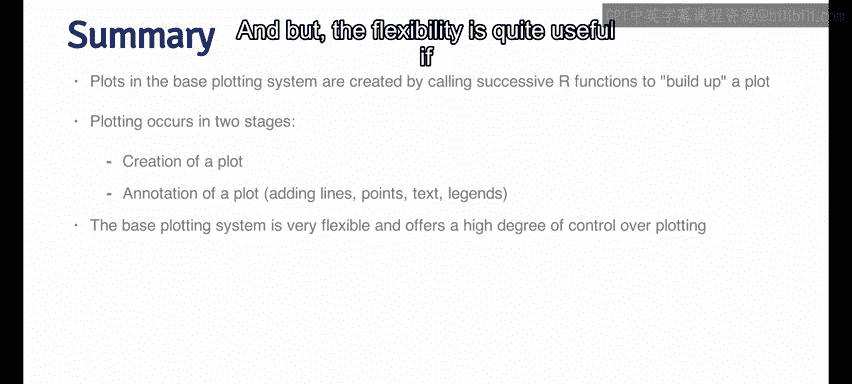 PPT中英字幕课程资源@bilibili.com
Summary
And but, the flexibility is quite useful
if
· Plots in the base plotting system are created by calling successive R functions to "build up" a plot
· Plotting occurs in two stages:
- Creation of a plot
- Annotation of a plot (adding lines, points, text, legends)
· The base plotting system is very flexible and offers a high degree of control over plotting